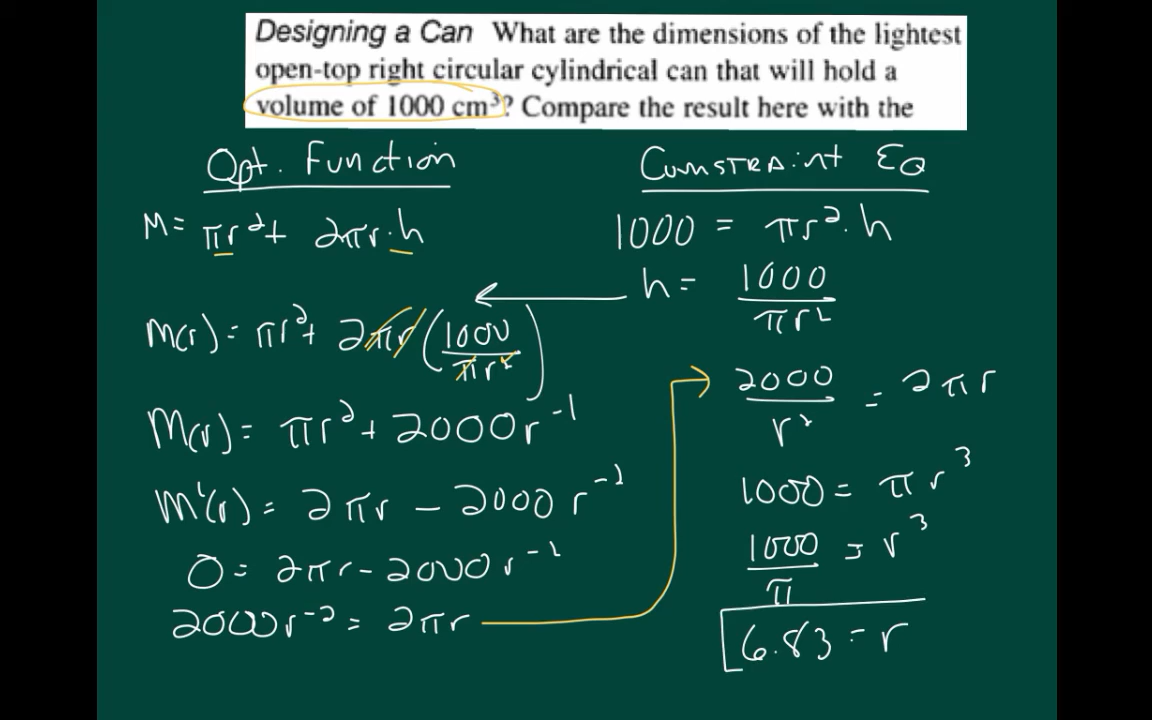 Designing a Can What are the dimensions of the lightest
open-top right circular cylindrical can that will hold a
volume of 1000 cm³? Compare the result here with the
Opt. Function
M = πr² + 2πr·h
M(r) = πr² + 2πr (1000/πr²)
M(r) = πr² + 2000r⁻¹
M'(r) = 2πr - 2000r⁻²
0 = 2πr - 2000r⁻²
2000r⁻² = 2πr
Constraint EQ
1000 = πr²·h
h = 1000/πr²
2000/r² = 2πr
1000 = πr³
1000/π = r³
6.83 = r